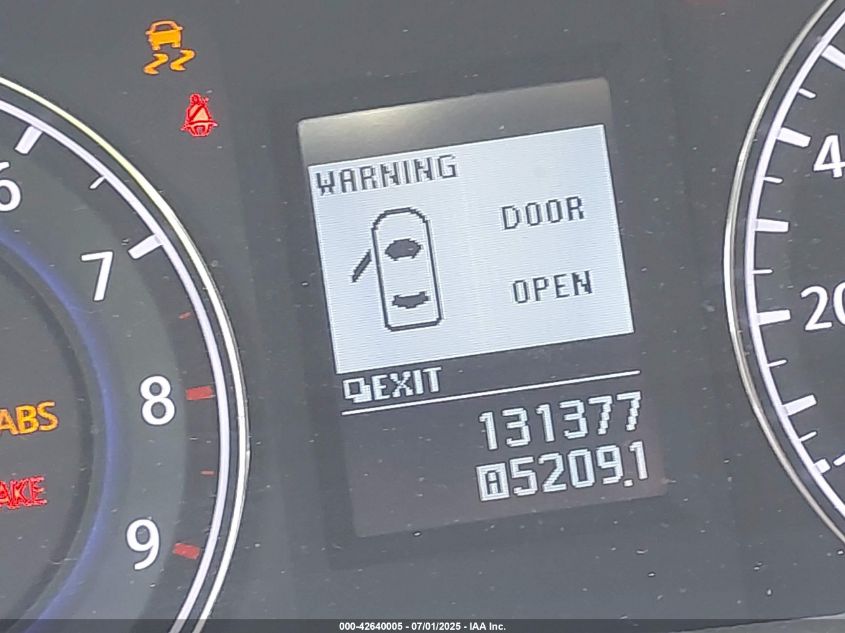 WARNING
DOOR
OPEN
EXIT
131377
A 5209.1
6
7
8
9
ABS
AKE
4
20
000-42640005 - 07/01/2025 - IAA Inc.